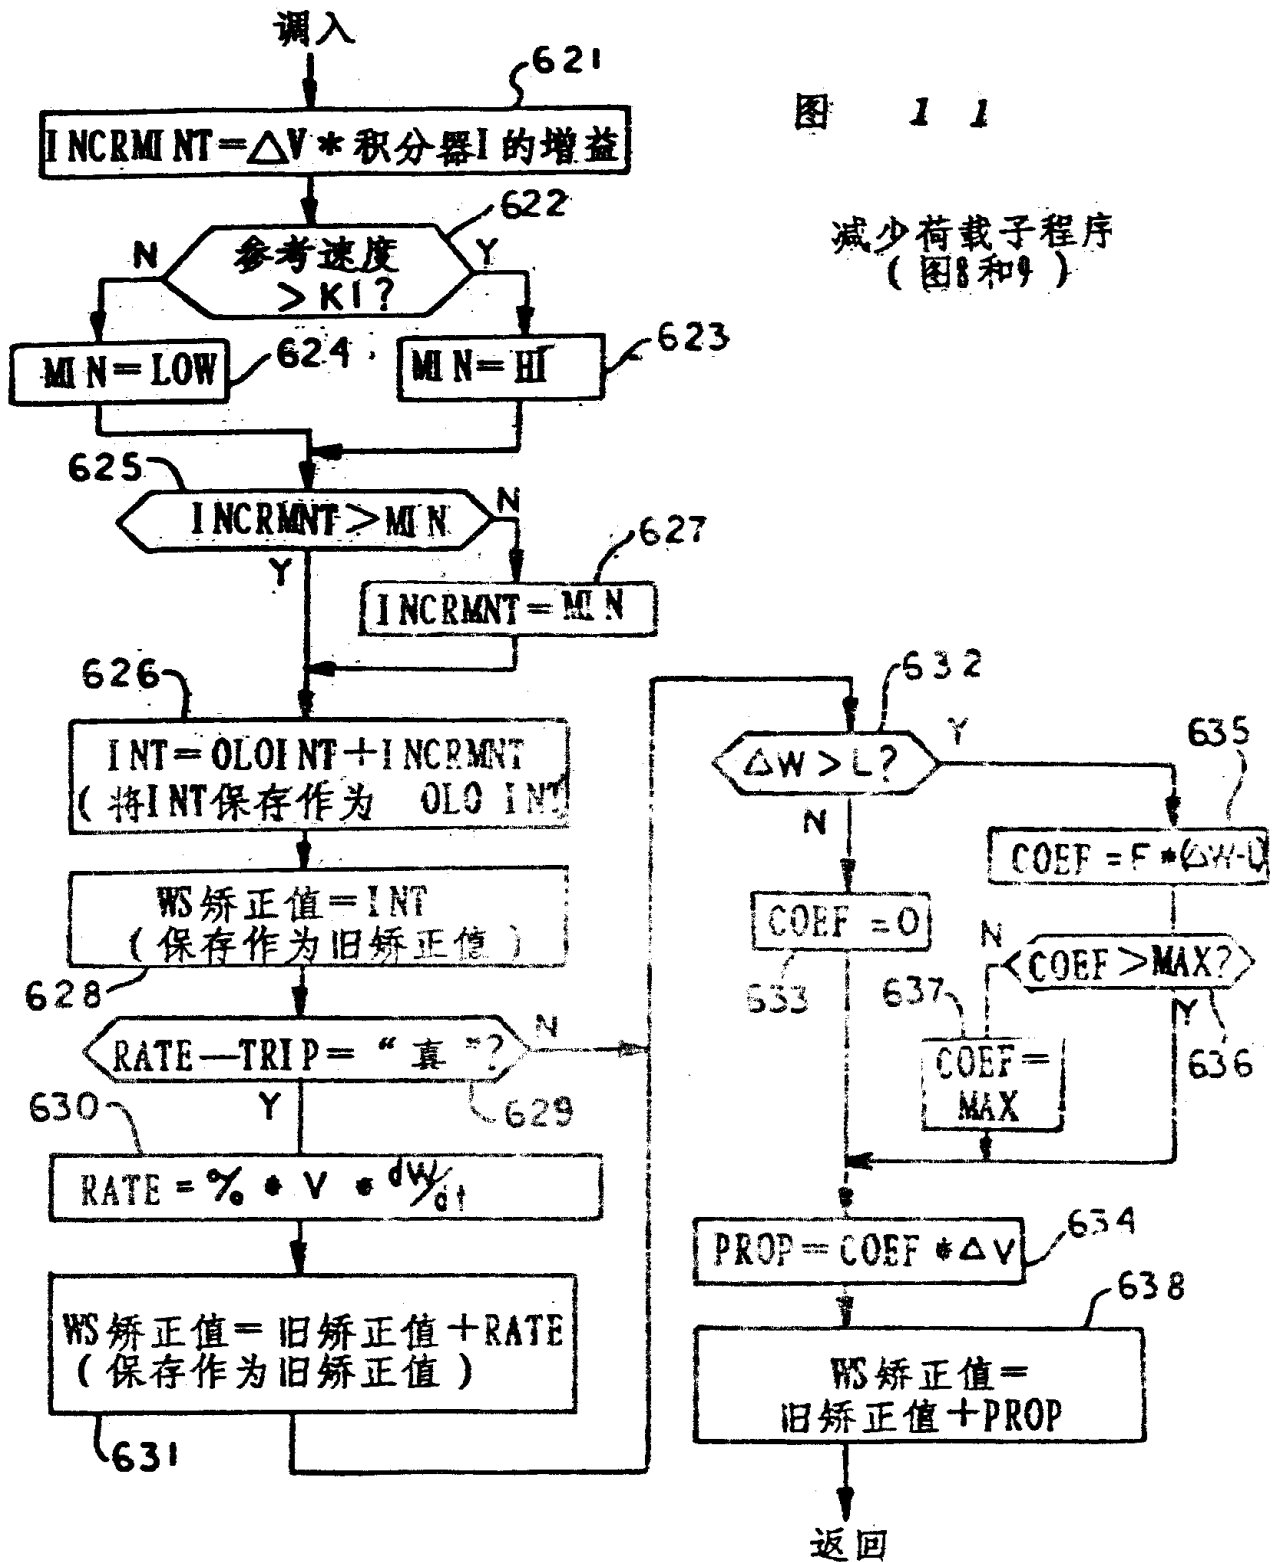 调入
621
INCRMINT=△V*积分器I的增益
图 11
减少荷载子程序
(图8和9)
622
N
参考速度
>K1?
Y
MIN=LOW
624
MIN=HI
623
625
INCRMNT>MIN
N
Y
627
INCRMNT=MIN
626
INT=OLOINT+INCRMNT
(将INT保存作为 OLO INT
WS矫正值=INT
(保存作为旧矫正值)
628
RATE—TRIP=“真”?
N
Y
629
630
RATE=%*V*dW/dt
WS矫正值=旧矫正值+RATE
(保存作为旧矫正值)
631
632
△W>L?
Y
N
635
COEF=F*(△W-L)
COEF=0
633
N
COEF>MAX?
Y
636
637
COEF=
MAX
PROP=COEF*△V
634
638
WS矫正值=
旧矫正值+PROP
返回